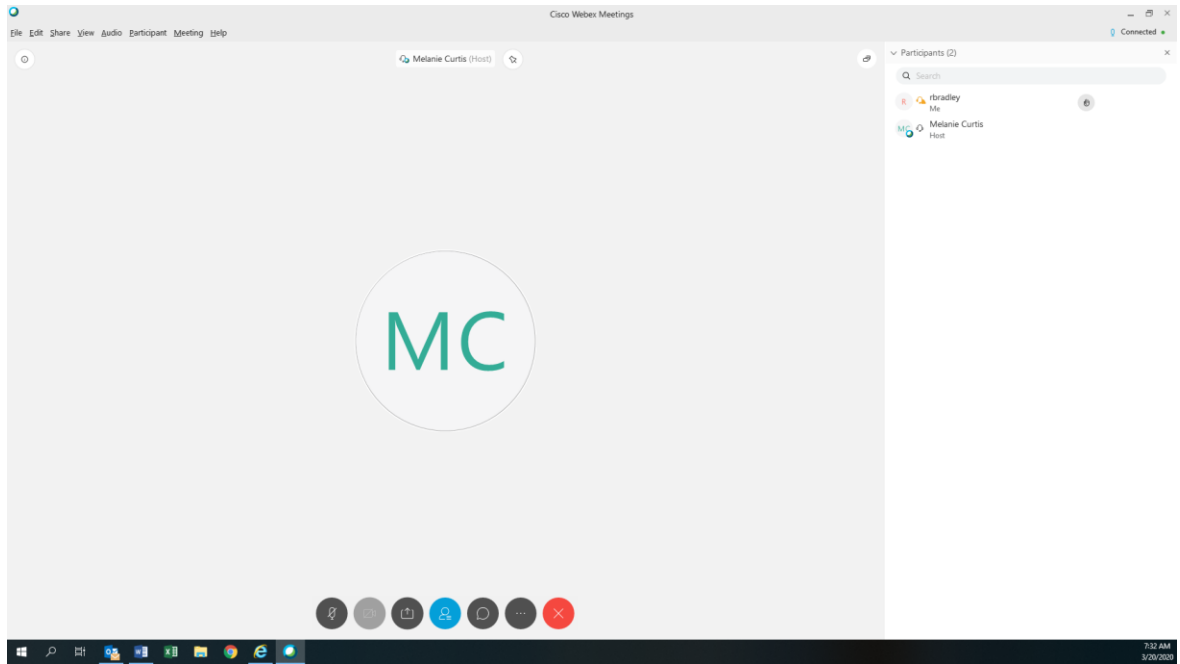 Cisco Webex Meetings
File Edit Share View Audio Participant Meeting Help
Connected
Melanie Curtis (Host)
Participants (2)
Search
R
rbradley
Me
MC
Melanie Curtis
Host
MC
7:32 AM
3/20/2020